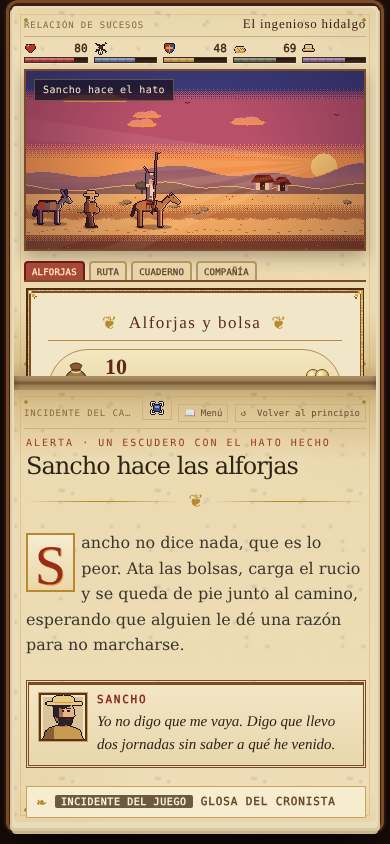 RELACIÓN DE SUCESOS
El ingenioso hidalgo
80
48
69
Sancho hace el hato
ALFORJAS
RUTA
CUADERNO
COMPAÑÍA
Alforjas y bolsa
10
INCIDENTE DEL CA…
Menú
Volver al principio
ALERTA · UN ESCUDERO CON EL HATO HECHO
Sancho hace las alforjas
Sancho no dice nada, que es lo
peor. Ata las bolsas, carga el rucio
y se queda de pie junto al camino,
esperando que alguien le dé una razón
para no marcharse.
SANCHO
Yo no digo que me vaya. Digo que llevo
dos jornadas sin saber a qué he venido.
INCIDENTE DEL JUEGO GLOSA DEL CRONISTA